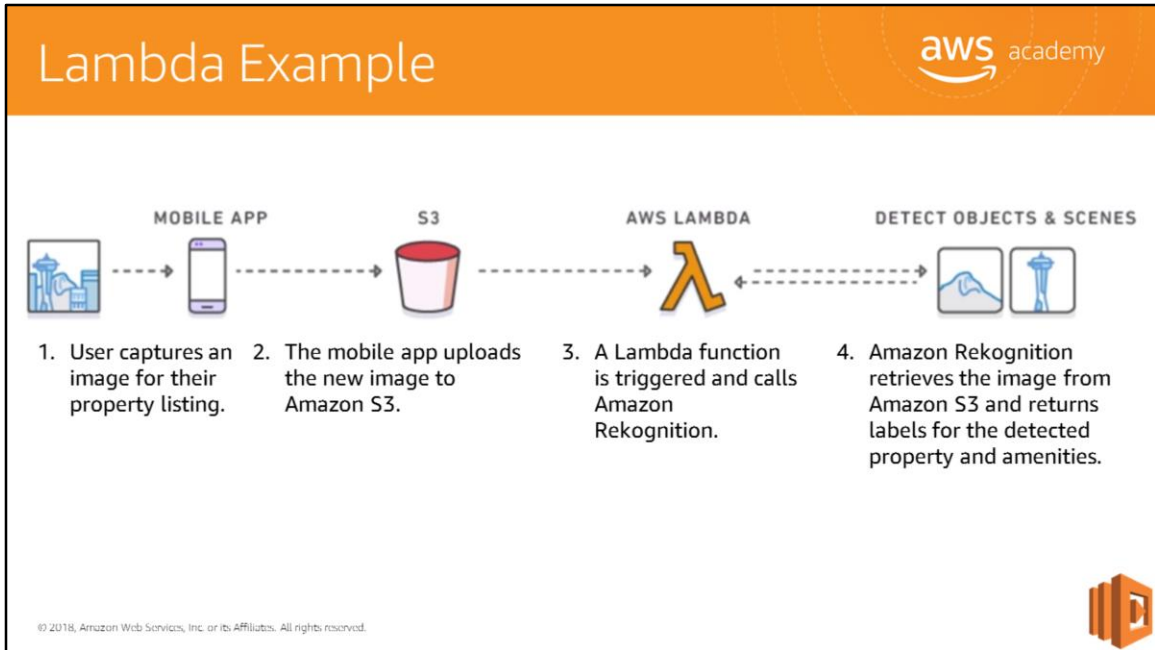 Lambda Example
aws academy
MOBILE APP
S3
AWS LAMBDA
DETECT OBJECTS & SCENES
1. User captures an
image for their
property listing.
2. The mobile app uploads
the new image to
Amazon S3.
3. A Lambda function
is triggered and calls
Amazon
Rekognition.
4. Amazon Rekognition
retrieves the image from
Amazon S3 and returns
labels for the detected
property and amenities.
© 2018, Amazon Web Services, Inc. or its Affiliates. All rights reserved.